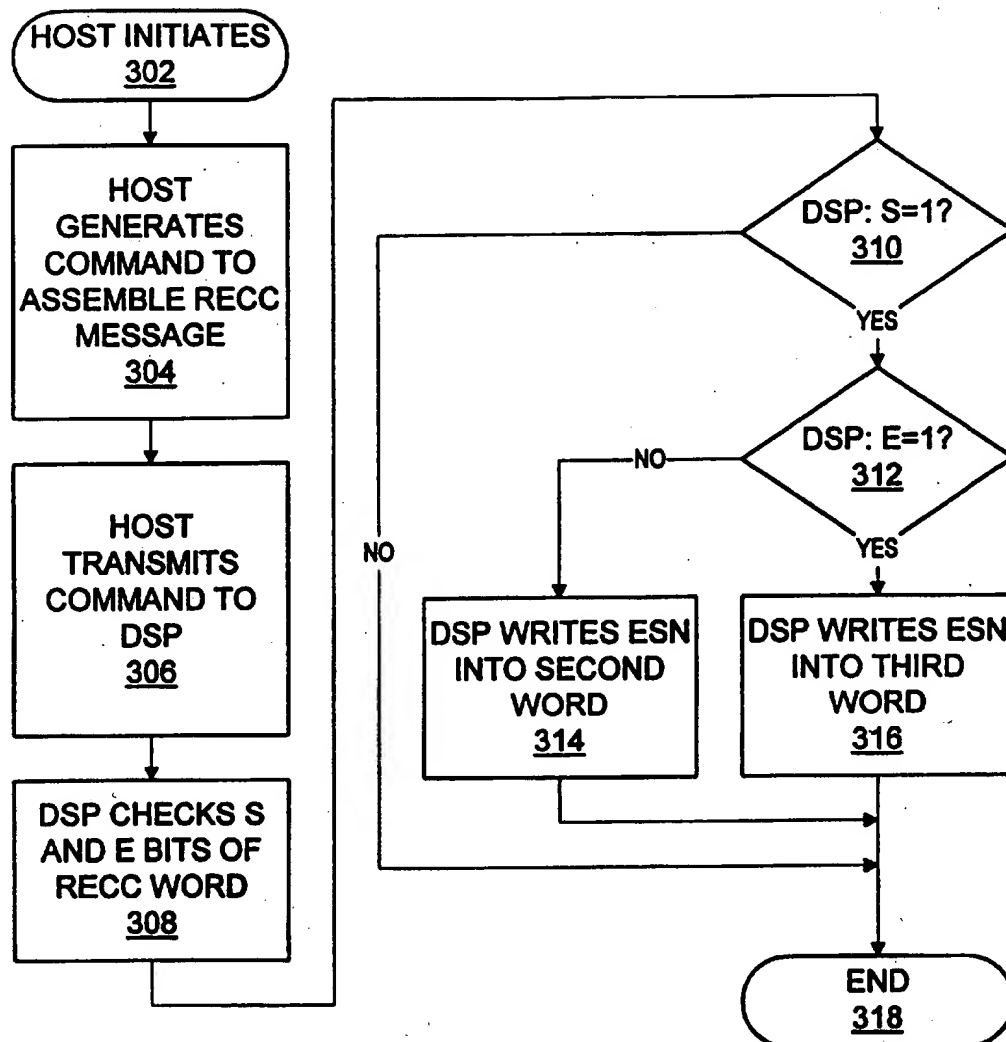 HOST INITIATES
302
HOST
GENERATES
COMMAND TO
ASSEMBLE RECC
MESSAGE
304
HOST
TRANSMITS
COMMAND TO
DSP
306
DSP CHECKS S
AND E BITS OF
RECC WORD
308
DSP: S=1?
310
YES
NO
DSP: E=1?
312
NO
YES
DSP WRITES ESN
INTO SECOND
WORD
314
DSP WRITES ESN
INTO THIRD
WORD
316
END
318